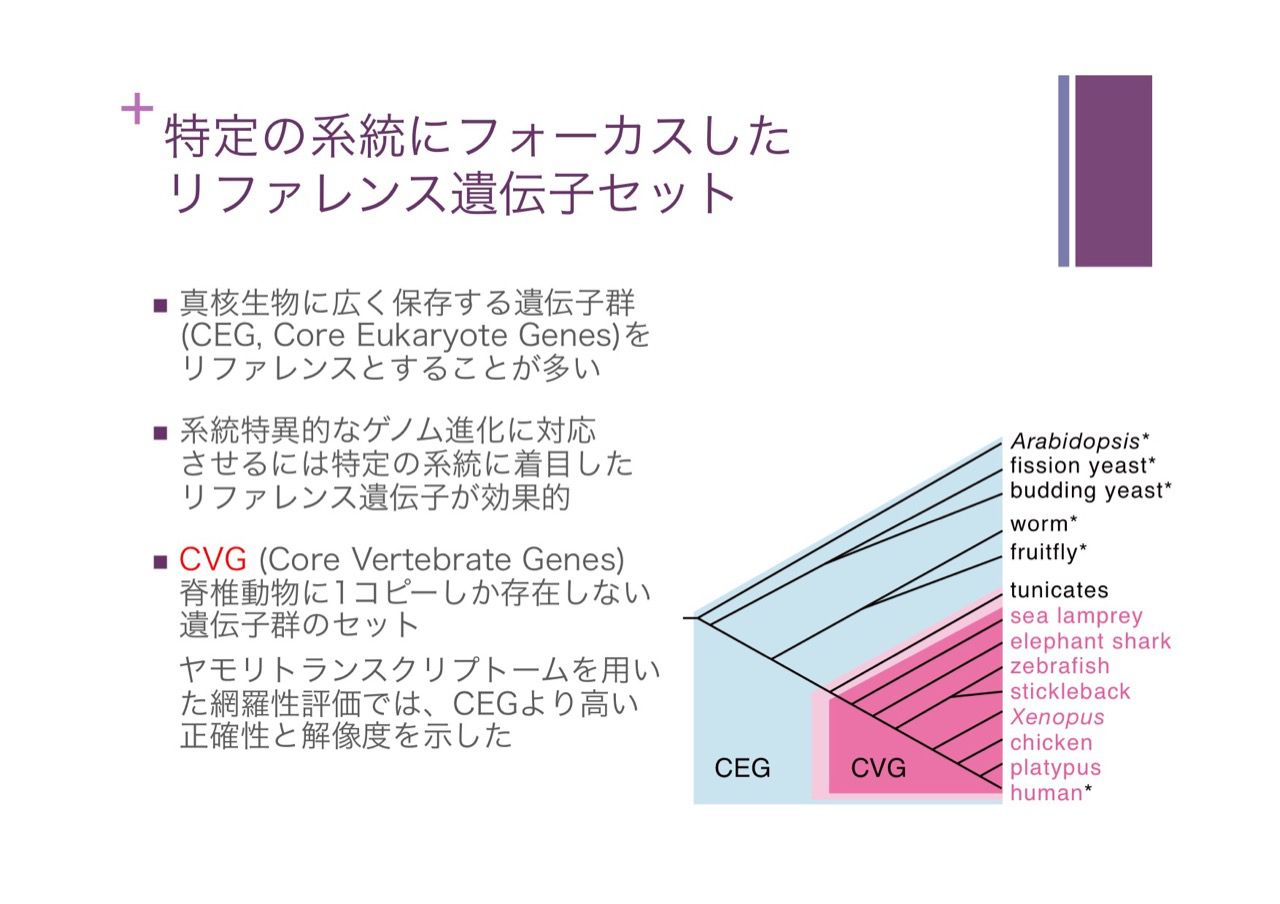 特定の系統にフォーカスした
リファレンス遺伝子セット
真核生物に広く保存する遺伝子群
(CEG, Core Eukaryote Genes)を
リファレンスとすることが多い
系統特異的なゲノム進化に対応
させるには特定の系統に着目した
リファレンス遺伝子が効果的
CVG (Core Vertebrate Genes)
脊椎動物に1コピーしか存在しない
遺伝子群のセット
ヤモリトランスクリプトームを用い
た網羅性評価では、CEGより高い
正確性と解像度を示した
Arabidopsis*
fission yeast*
budding yeast*
worm*
fruitfly*
tunicates
sea lamprey
elephant shark
zebrafish
stickleback
Xenopus
chicken
platypus
human*
CEG
CVG